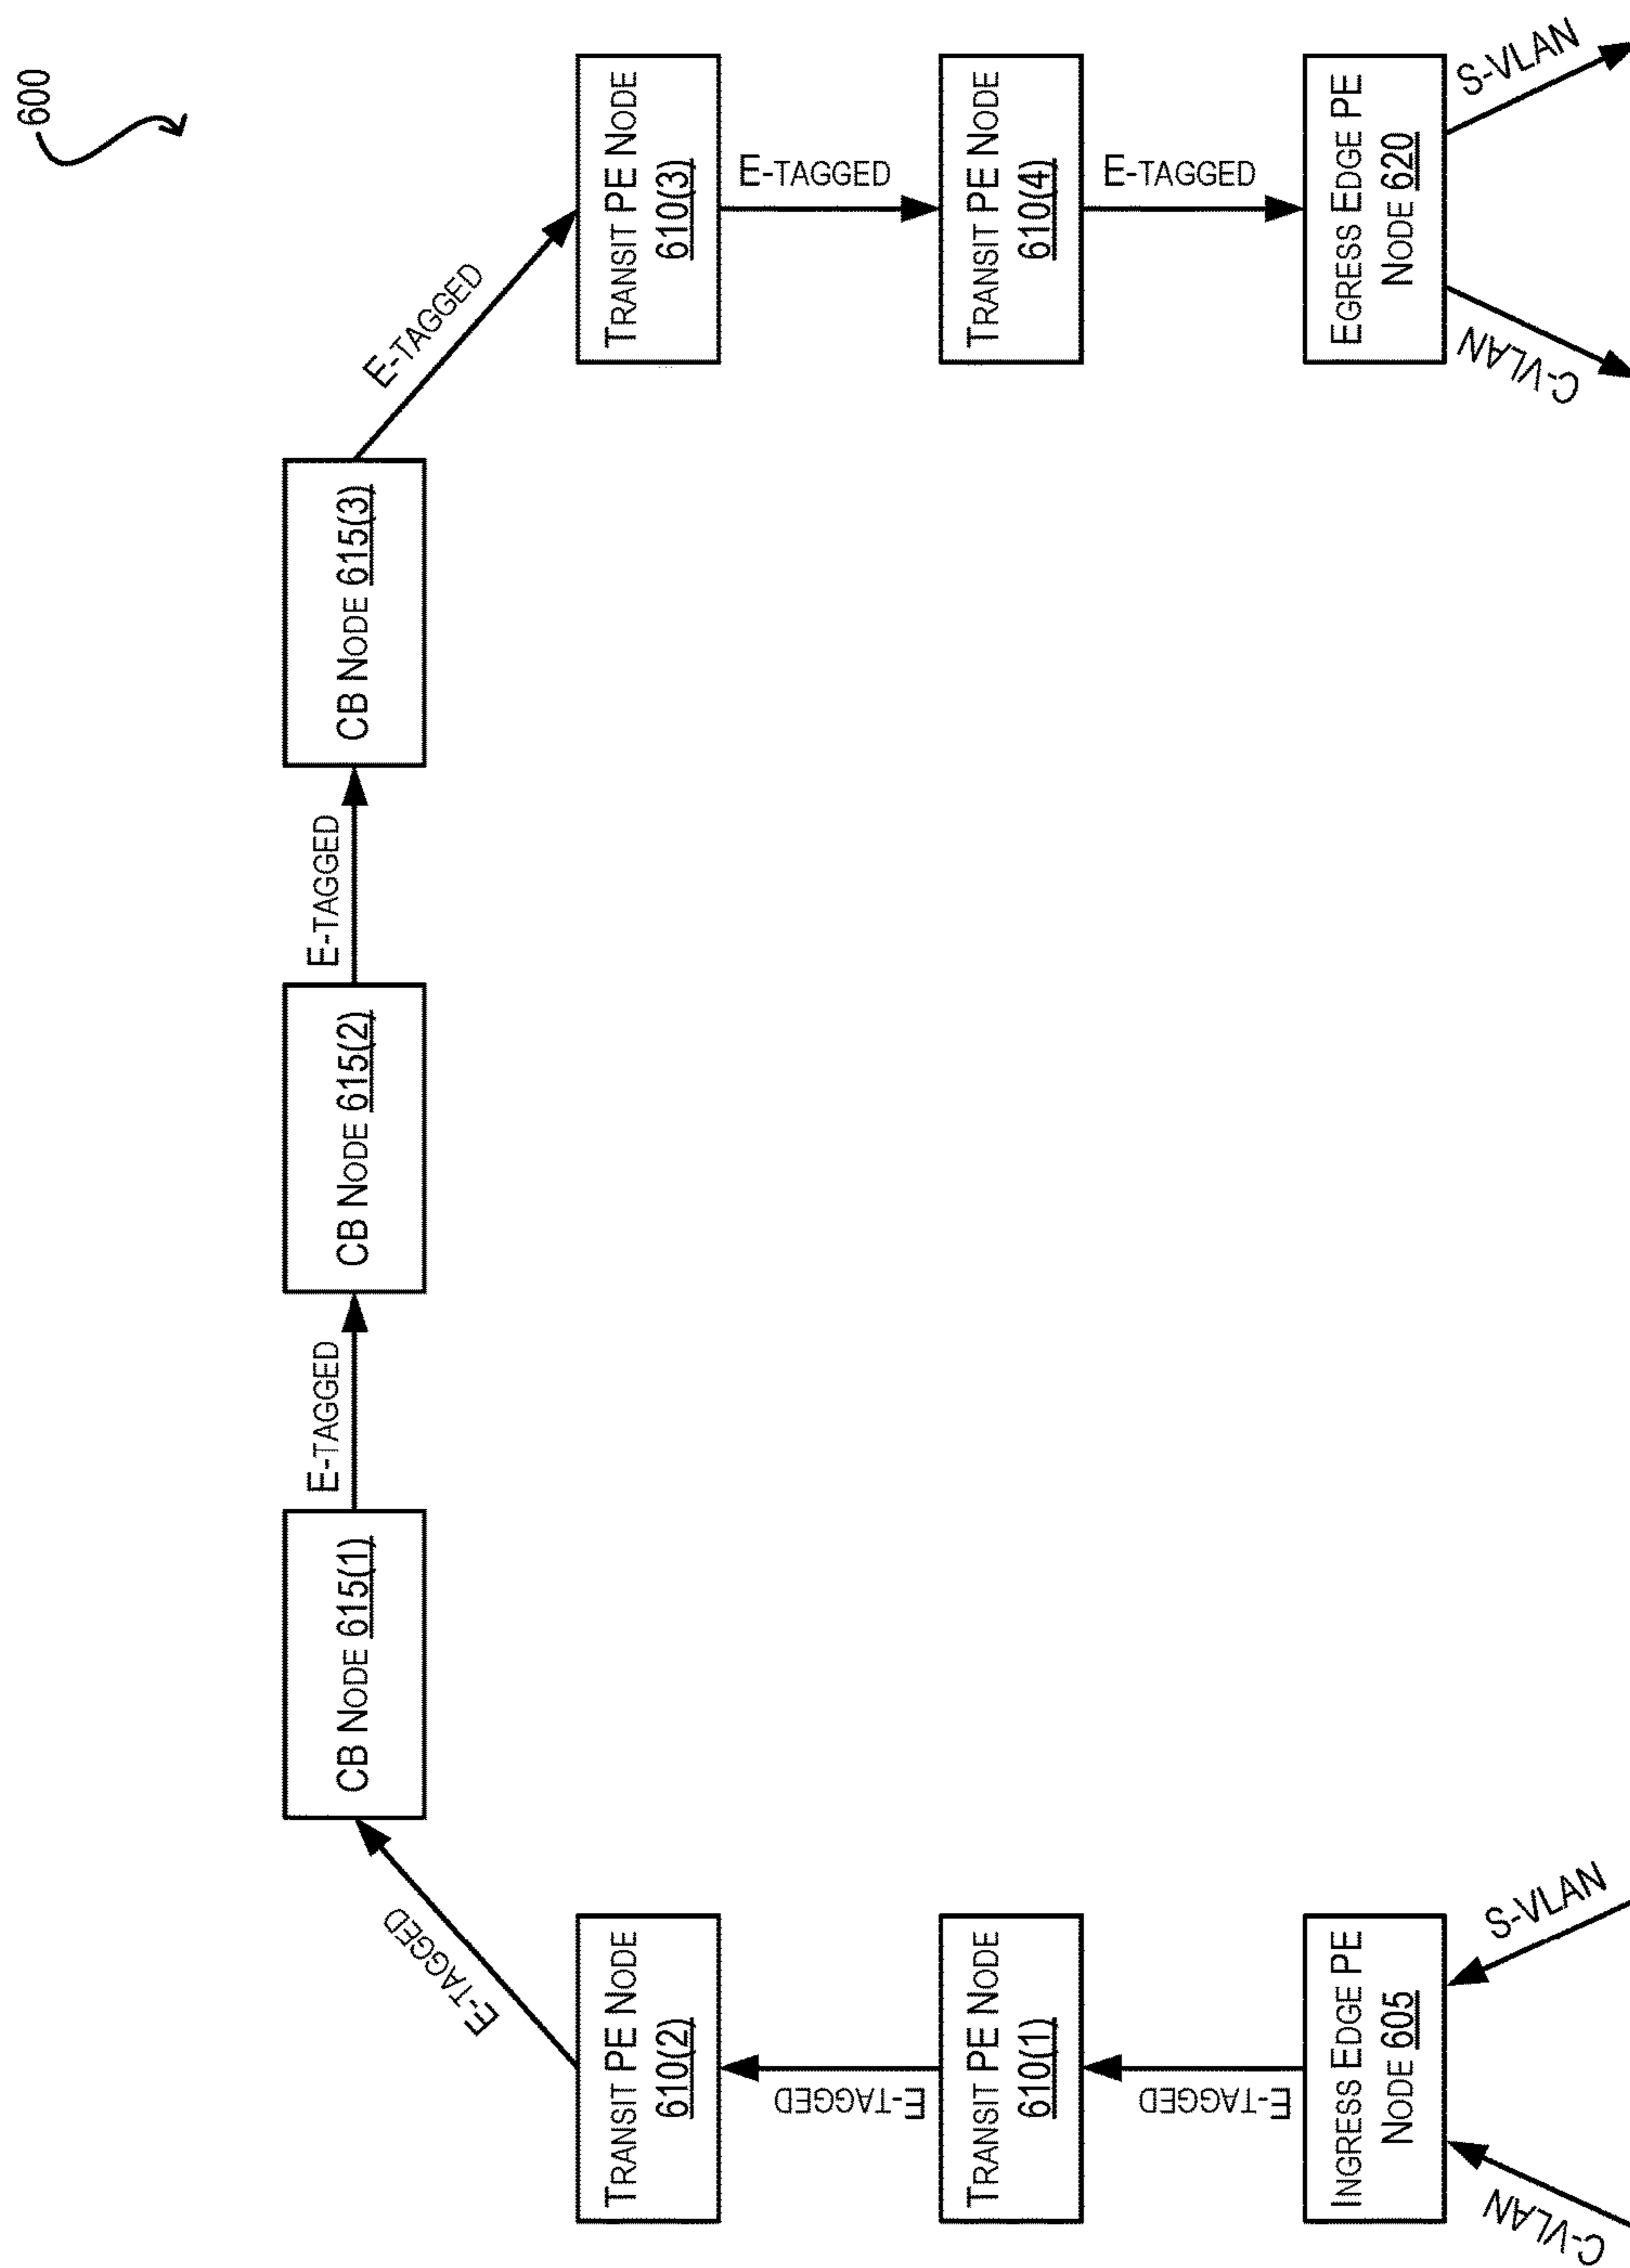 600
CB NODE 615(1)
E-TAGGED
CB NODE 615(2)
E-TAGGED
CB NODE 615(3)
E-TAGGED
E-TAGGED
TRANSIT PE NODE
610(2)
TRANSIT PE NODE
610(3)
E-TAGGED
E-TAGGED
TRANSIT PE NODE
610(1)
TRANSIT PE NODE
610(4)
E-TAGGED
E-TAGGED
INGRESS EDGE PE
NODE 605
EGRESS EDGE PE
NODE 620
C-VLAN
S-VLAN
C-VLAN
S-VLAN